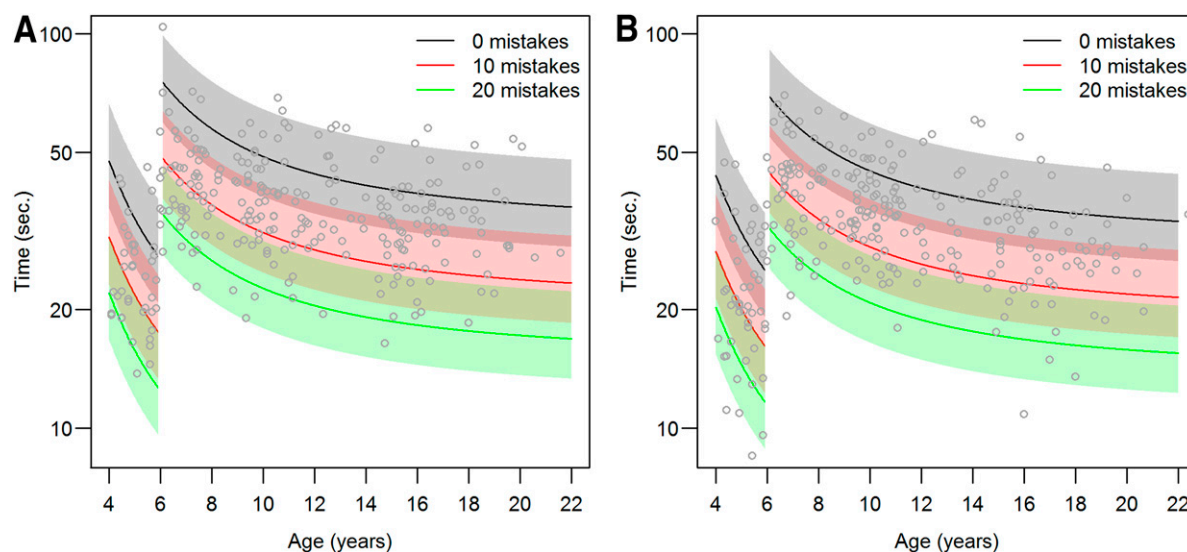 A
100
50
20
10
Time (sec.)
0 mistakes
10 mistakes
20 mistakes
4 6 8 10 12 14 16 18 20 22
Age (years)
B
100
50
20
10
Time (sec.)
0 mistakes
10 mistakes
20 mistakes
4 6 8 10 12 14 16 18 20 22
Age (years)